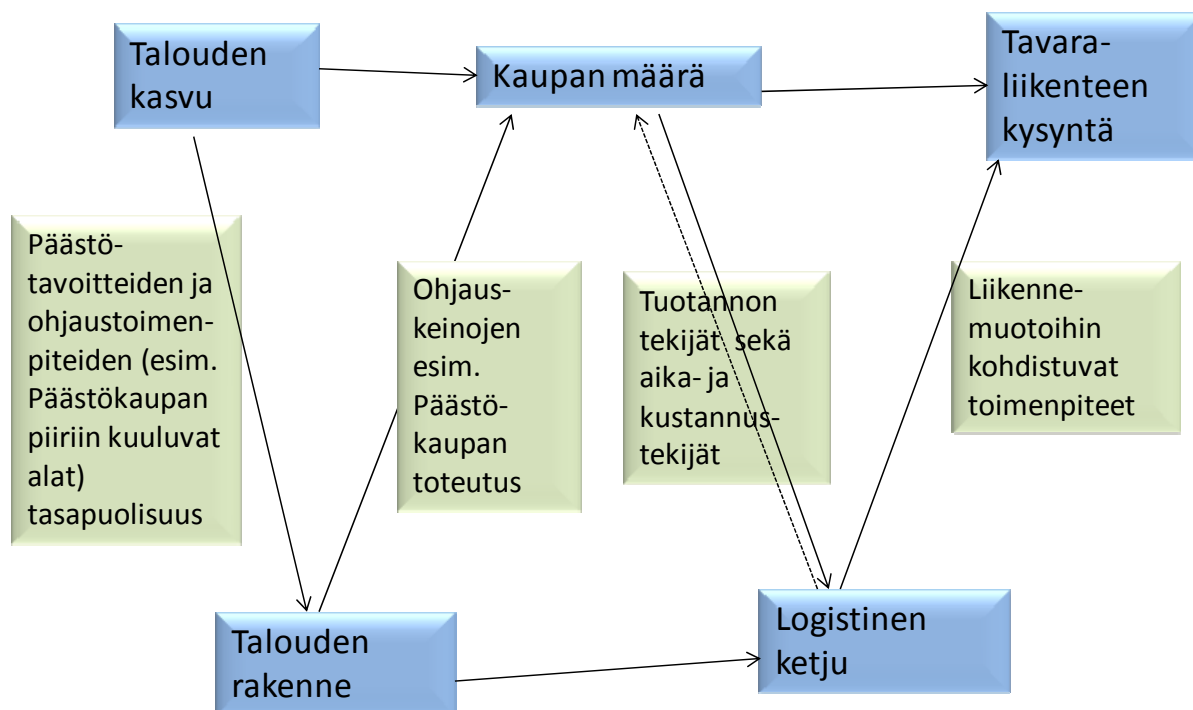 Talouden
kasvu
Kaupan määrä
Tavara-
liikenteen
kysyntä
Päästö-
tavoitteiden ja
ohjaustoimen-
piteiden (esim.
Päästökaupan
piiriin kuuluvat
alat)
tasapuolisuus
Ohjaus-
keinojen
esim.
Päästö-
kaupan
toteutus
Tuotannon
tekijät sekä
aika- ja
kustannus-
tekijät
Liikenne-
muotoihin
kohdistuvat
toimenpiteet
Talouden
rakenne
Logistinen
ketju